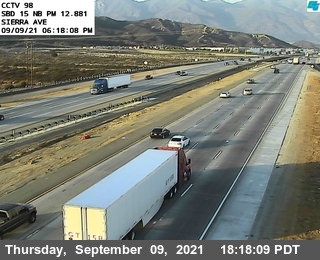 CCTV 98
SBD 15 NB PM 12.881
SIERRA AVE
09/09/21 06:18:08 PM
Thursday, September 09, 2021 18:18:09 PDT